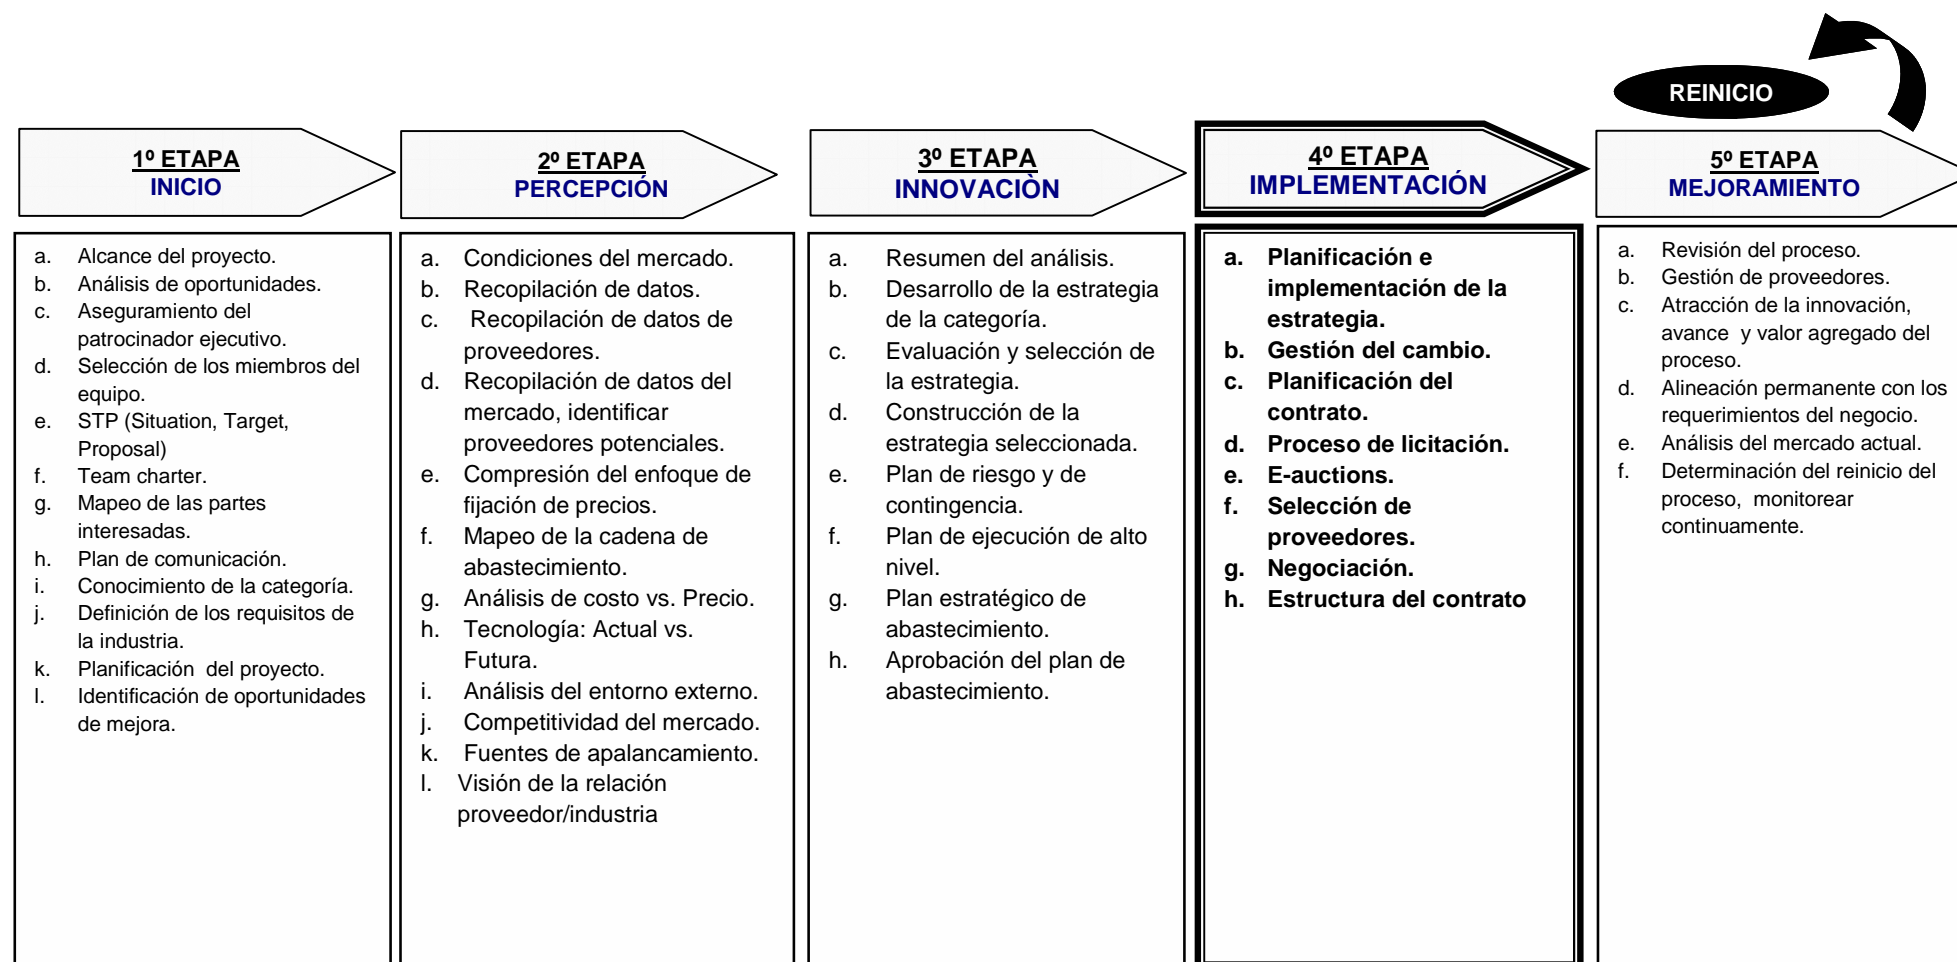 REINICIO
1º ETAPA
INICIO
a. Alcance del proyecto.
b. Análisis de oportunidades.
c. Aseguramiento del
patrocinador ejecutivo.
d. Selección de los miembros del
equipo.
e. STP (Situation, Target,
Proposal)
f. Team charter.
g. Mapeo de las partes
interesadas.
h. Plan de comunicación.
i. Conocimiento de la categoría.
j. Definición de los requisitos de
la industria.
k. Planificación del proyecto.
l. Identificación de oportunidades
de mejora.
2º ETAPA
PERCEPCIÓN
a. Condiciones del mercado.
b. Recopilación de datos.
c. Recopilación de datos de
proveedores.
d. Recopilación de datos del
mercado, identificar
proveedores potenciales.
e. Compresión del enfoque de
fijación de precios.
f. Mapeo de la cadena de
abastecimiento.
g. Análisis de costo vs. Precio.
h. Tecnología: Actual vs.
Futura.
i. Análisis del entorno externo.
j. Competitividad del mercado.
k. Fuentes de apalancamiento.
l. Visión de la relación
proveedor/industria
3º ETAPA
INNOVACIÒN
a. Resumen del análisis.
b. Desarrollo de la estrategia
de la categoría.
c. Evaluación y selección de
la estrategia.
d. Construcción de la
estrategia seleccionada.
e. Plan de riesgo y de
contingencia.
f. Plan de ejecución de alto
nivel.
g. Plan estratégico de
abastecimiento.
h. Aprobación del plan de
abastecimiento.
4º ETAPA
IMPLEMENTACIÓN
a. Planificación e
implementación de la
estrategia.
b. Gestión del cambio.
c. Planificación del
contrato.
d. Proceso de licitación.
e. E-auctions.
f. Selección de
proveedores.
g. Negociación.
h. Estructura del contrato
5º ETAPA
MEJORAMIENTO
a. Revisión del proceso.
b. Gestión de proveedores.
c. Atracción de la innovación,
avance y valor agregado del
proceso.
d. Alineación permanente con los
requerimientos del negocio.
e. Análisis del mercado actual.
f. Determinación del reinicio del
proceso, monitorear
continuamente.